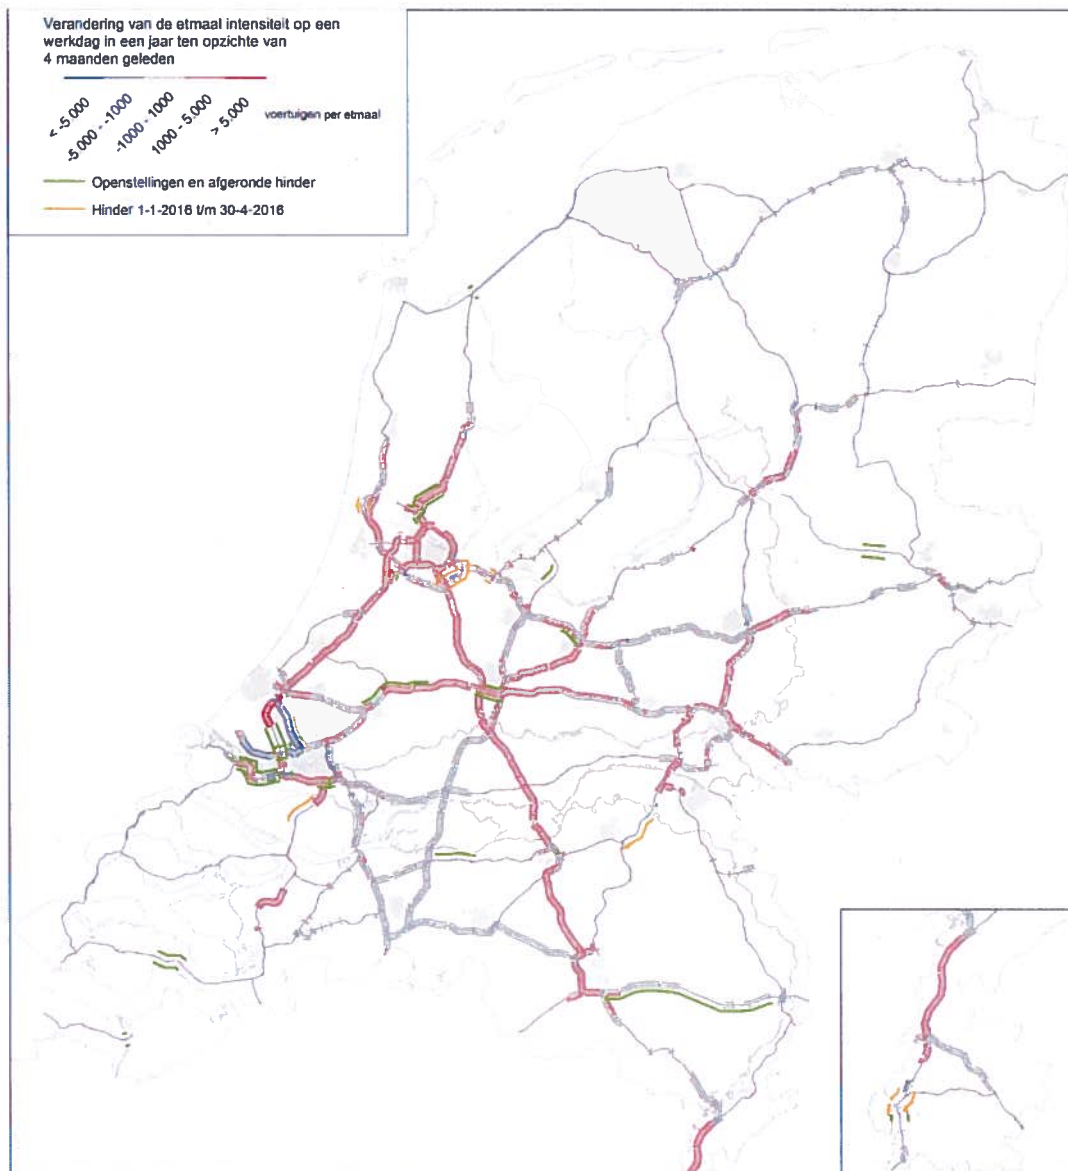 Verandering van de etmaal intensiteit op een
werkdag in een jaar ten opzichte van
4 maanden geleden
< -5.000
-5.000 - -1000
-1000 - 1000
1000 - 5.000
> 5.000
voertuigen per etmaal
Openstellingen en afgeronde hinder
Hinder 1-1-2016 t/m 30-4-2016